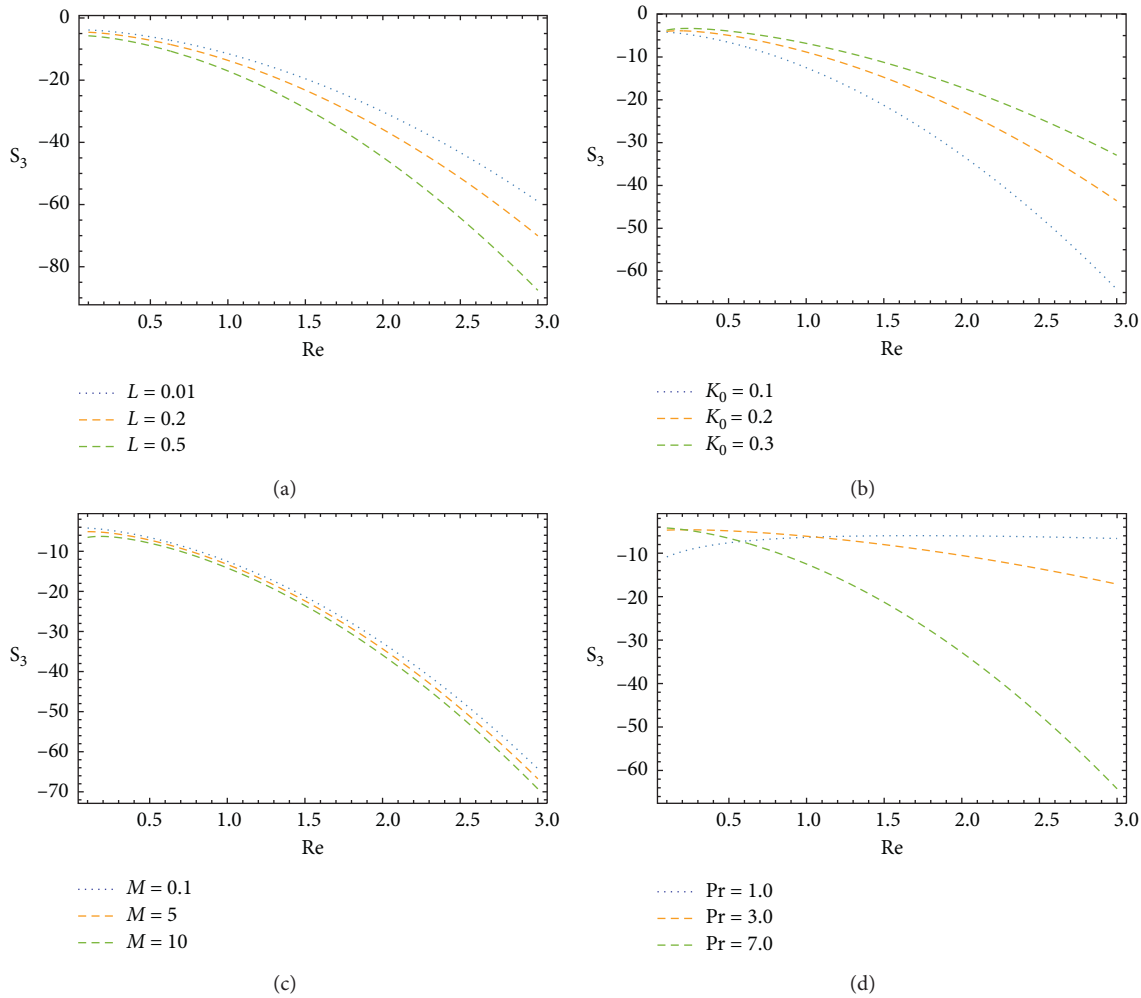 0
–20
–40
–60
–80
S3
0.5 1.0 1.5 2.0 2.5 3.0
Re
L = 0.01
L = 0.2
L = 0.5
(a)
0
–10
–20
–30
–40
–50
–60
S3
0.5 1.0 1.5 2.0 2.5 3.0
Re
K0 = 0.1
K0 = 0.2
K0 = 0.3
(b)
–10
–20
–30
–40
–50
–60
–70
S3
0.5 1.0 1.5 2.0 2.5 3.0
Re
M = 0.1
M = 5
M = 10
(c)
–10
–20
–30
–40
–50
–60
S3
0.5 1.0 1.5 2.0 2.5 3.0
Re
Pr = 1.0
Pr = 3.0
Pr = 7.0
(d)